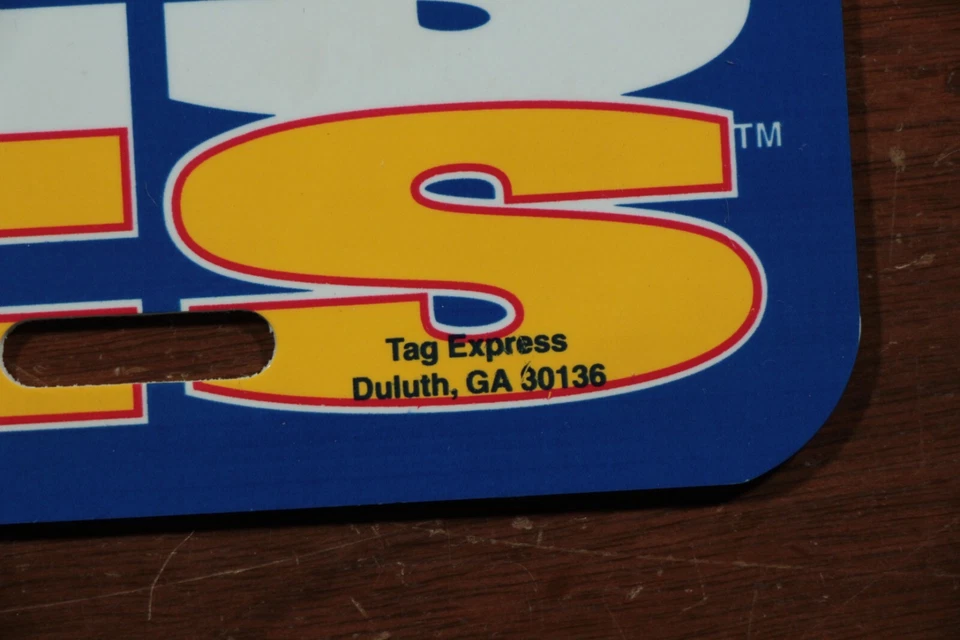 TM
S
Tag Express
Duluth, GA 30136